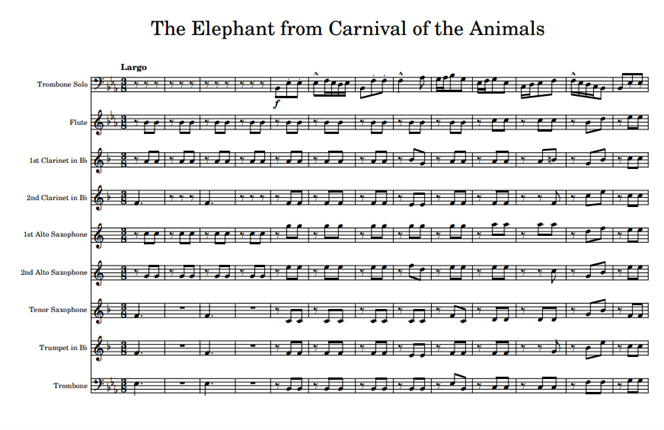 The Elephant from Carnival of the Animals
Largo
Trombone Solo
f
Flute
1st Clarinet in B♭
2nd Clarinet in B♭
1st Alto Saxophone
2nd Alto Saxophone
Tenor Saxophone
Trumpet in B♭
Trombone